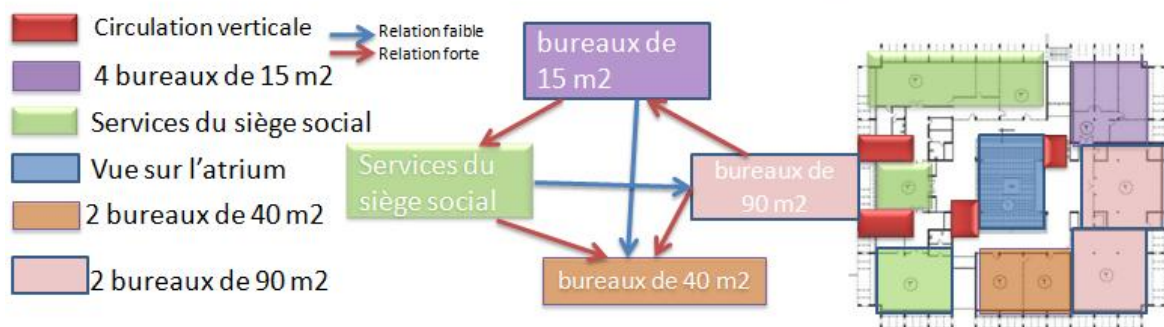 Circulation verticale
4 bureaux de 15 m2
Services du siège social
Vue sur l'atrium
2 bureaux de 40 m2
2 bureaux de 90 m2
Relation faible
Relation forte
bureaux de
15 m2
Services du
siège social
bureaux de
90 m2
bureaux de 40 m2